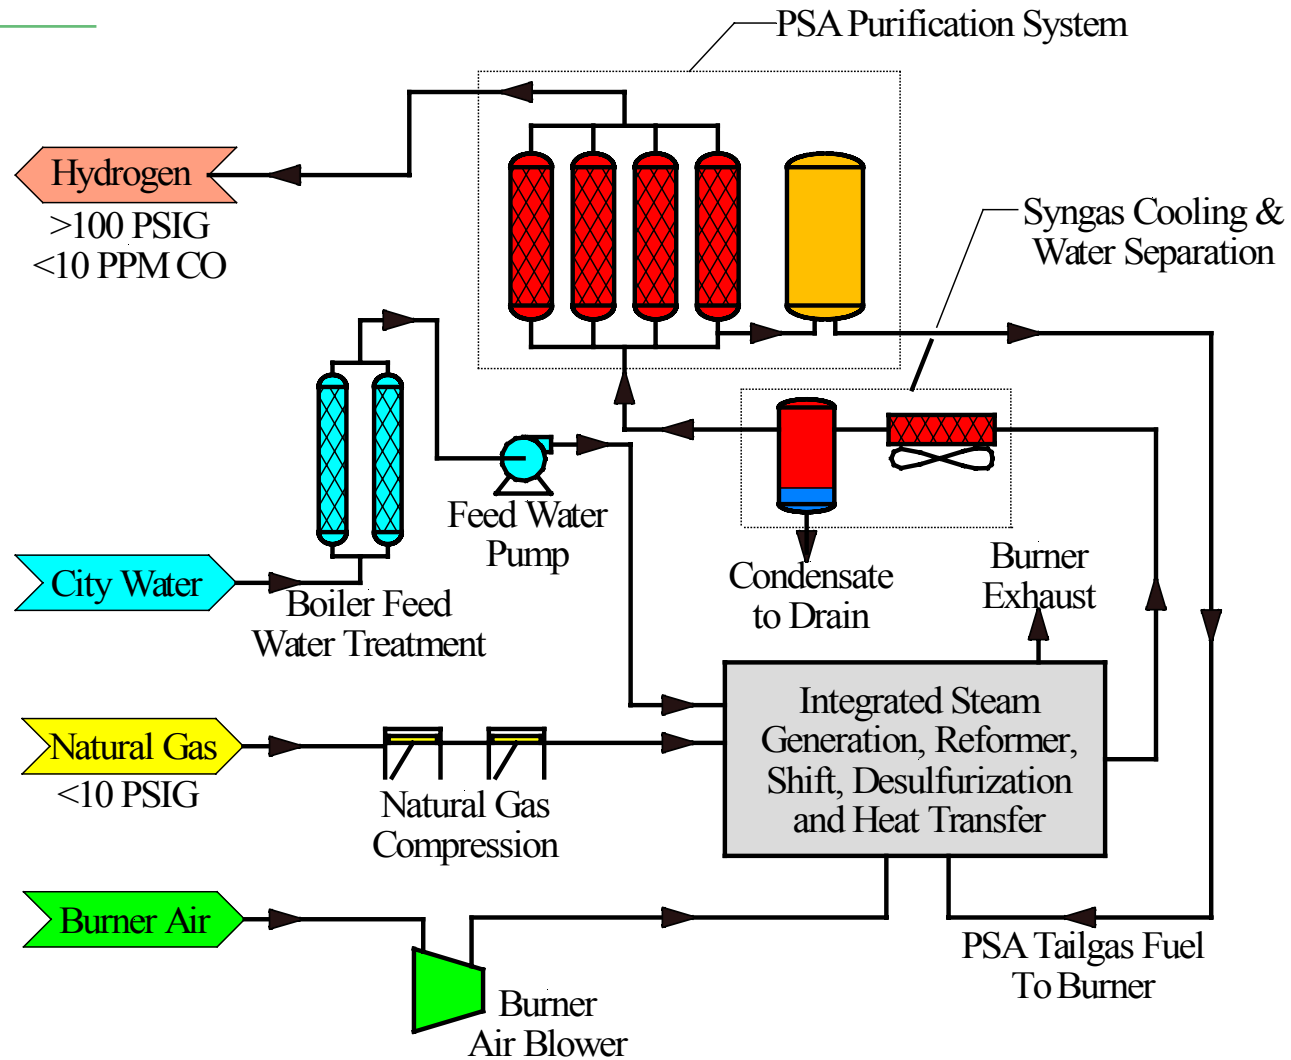 PSA Purification System
Hydrogen
>100 PSIG
<10 PPM CO
Syngas Cooling &
Water Separation
Feed Water
Pump
City Water
Boiler Feed
Water Treatment
Condensate
to Drain
Burner
Exhaust
Natural Gas
<10 PSIG
Natural Gas
Compression
Integrated Steam
Generation, Reformer,
Shift, Desulfurization
and Heat Transfer
Burner Air
Burner
Air Blower
PSA Tailgas Fuel
To Burner